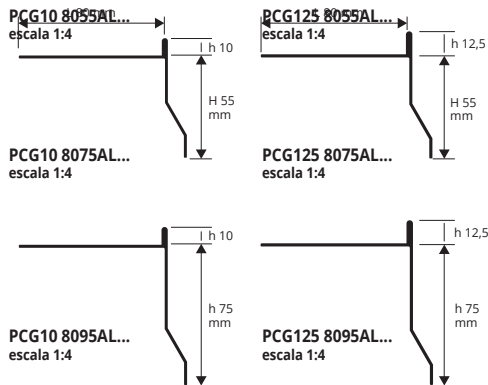 PCG10 8055AL...
escala 1:4
h 10
H 55
mm
PCG125 8055AL...
escala 1:4
h 12,5
H 55
mm
PCG10 8075AL...
escala 1:4
h 10
h 75
mm
PCG125 8075AL...
escala 1:4
h 12,5
h 75
mm
PCG10 8095AL...
escala 1:4
PCG125 8095AL...
escala 1:4